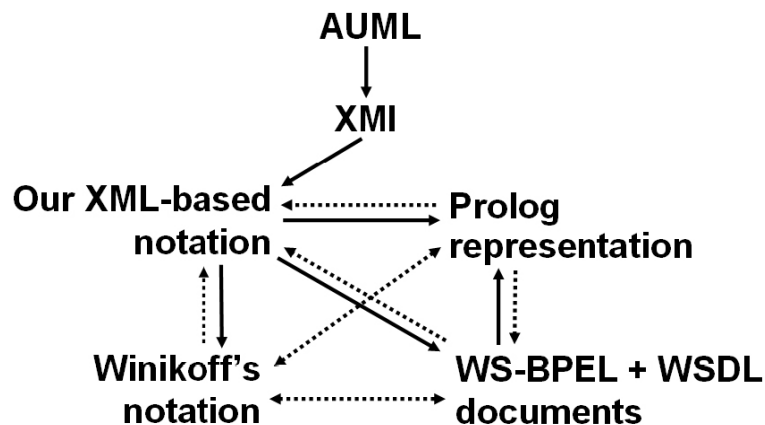 AUML
XMI
Our XML-based
notation
Prolog
representation
Winikoff's
notation
WS-BPEL + WSDL
documents